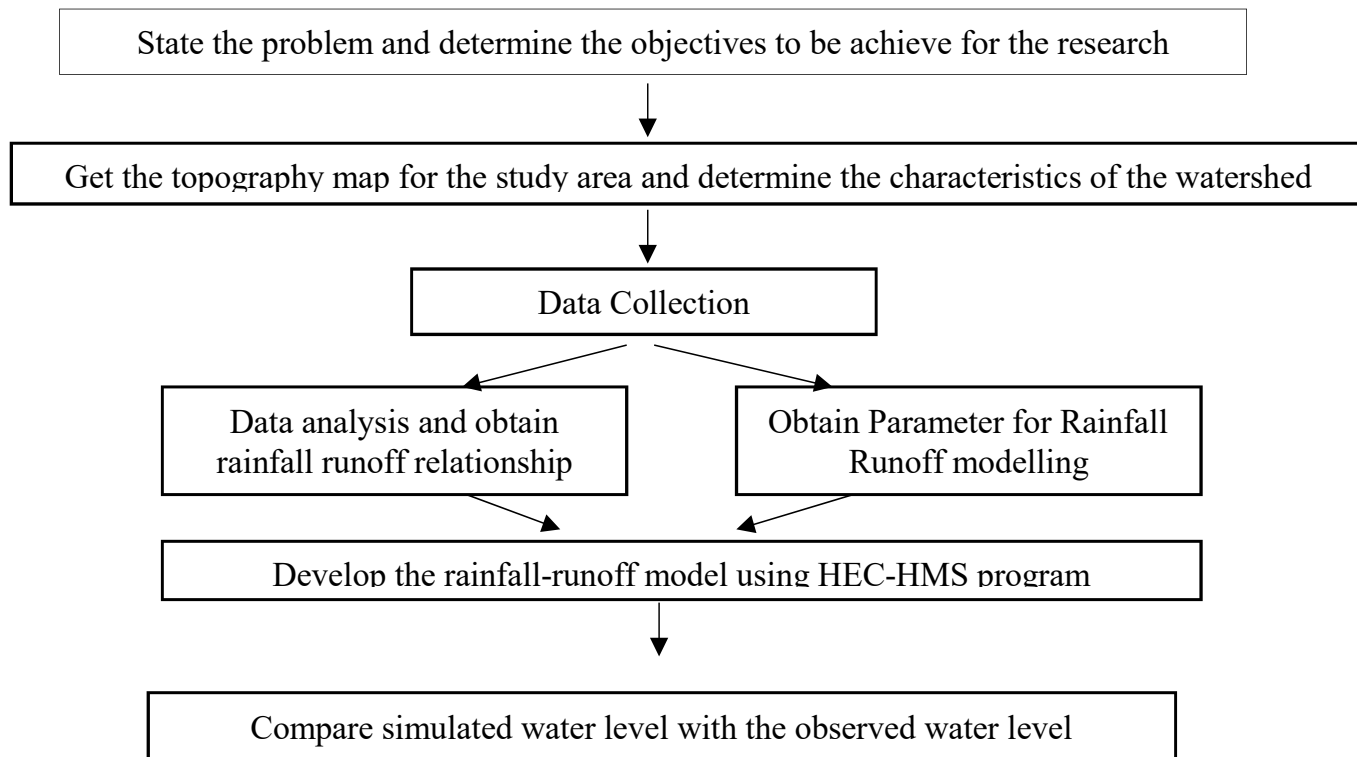 State the problem and determine the objectives to be achieve for the research
Get the topography map for the study area and determine the characteristics of the watershed
Data Collection
Data analysis and obtain
rainfall runoff relationship
Obtain Parameter for Rainfall
Runoff modelling
Develop the rainfall-runoff model using HEC-HMS program
Compare simulated water level with the observed water level